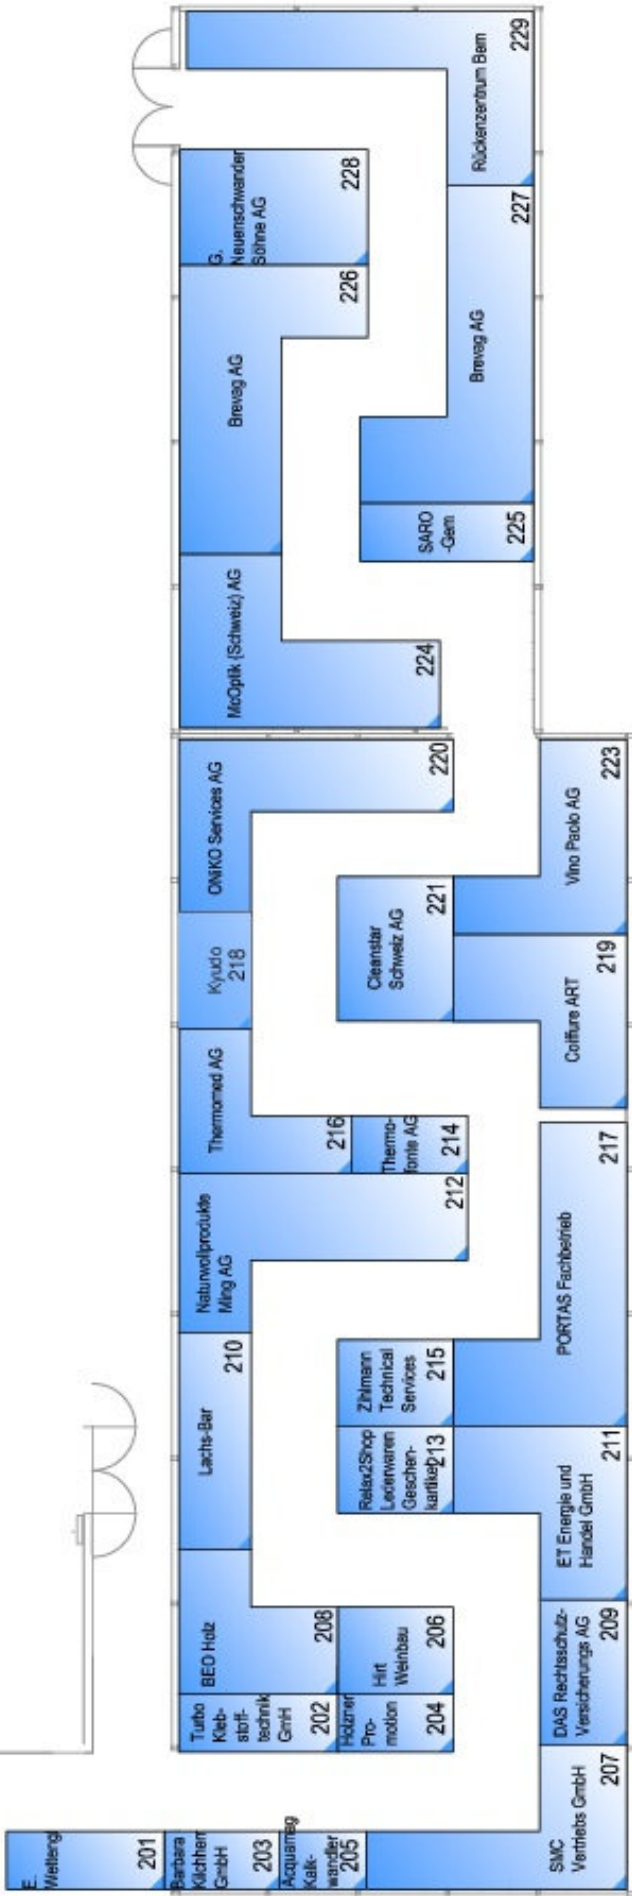 Rückenzentrum Bern
229
G.
Neuenschwander
Söhne AG
228
Brevag AG
227
Brevag AG
226
SARO
-Gem
225
McOptik (Schweiz) AG
224
ONiKO Services AG
220
Vino Paolo AG
223
Kyudo
218
Cleanstar
Schweiz AG
221
Coiffure ART
219
Thermomed AG
216
Thermo-
fonte AG
214
Naturwollprodukte
Ming AG
212
PORTAS Fachbetrieb
217
Lachs-Bar
210
Zihlmann
Technical
Services
215
Relax2Shop
Lederwaren
Geschen-
kartikel
213
ET Energie und
Handel GmbH
211
BEO Holz
208
Hirt
Weinbau
206
DAS Rechtsschutz-
Versicherungs AG
209
Turbo
Kleb-
stoff-
technik
GmH
202
Holzner
Pro-
motion
204
SMC
Vertriebs GmbH
207
E.
201
Barbara
Kilchherr
GmbH
203
Kalk-
wandler
205